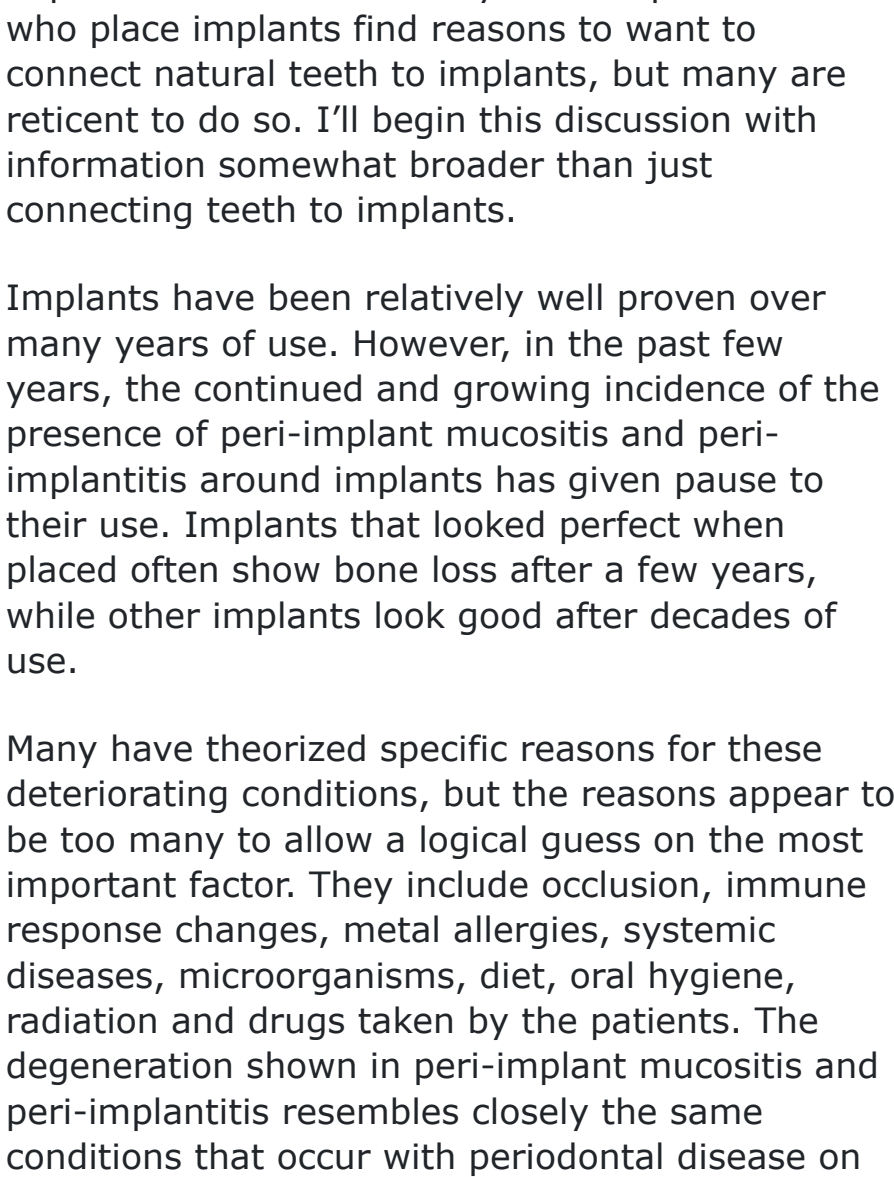 who place implants find reasons to want to
connect natural teeth to implants, but many are
reticent to do so. I’ll begin this discussion with
information somewhat broader than just
connecting teeth to implants.
Implants have been relatively well proven over
many years of use. However, in the past few
years, the continued and growing incidence of the
presence of peri-implant mucositis and peri-
implantitis around implants has given pause to
their use. Implants that looked perfect when
placed often show bone loss after a few years,
while other implants look good after decades of
use.
Many have theorized specific reasons for these
deteriorating conditions, but the reasons appear to
be too many to allow a logical guess on the most
important factor. They include occlusion, immune
response changes, metal allergies, systemic
diseases, microorganisms, diet, oral hygiene,
radiation and drugs taken by the patients. The
degeneration shown in peri-implant mucositis and
peri-implantitis resembles closely the same
conditions that occur with periodontal disease on